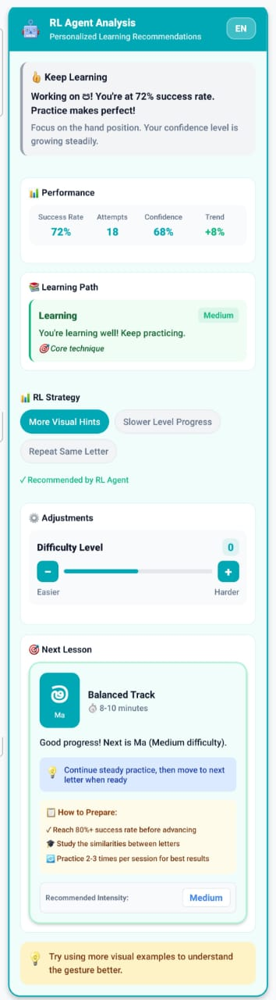 RL Agent Analysis
Personalized Learning Recommendations
EN
Keep Learning
Working on ජ! You're at 72% success rate.
Practice makes perfect!
Focus on the hand position. Your confidence level is
growing steadily.
Performance
Success Rate Attempts Confidence Trend
72% 18 68% +8%
Learning Path
Learning Medium
You're learning well! Keep practicing.
Core technique
RL Strategy
More Visual Hints Slower Level Progress
Repeat Same Letter
✓ Recommended by RL Agent
Adjustments
Difficulty Level 0
− +
Easier Harder
Next Lesson
Ma
Balanced Track
8-10 minutes
Good progress! Next is Ma (Medium difficulty).
Continue steady practice, then move to next
letter when ready
How to Prepare:
✓ Reach 80%+ success rate before advancing
Study the similarities between letters
Practice 2-3 times per session for best results
Recommended Intensity: Medium
Try using more visual examples to understand
the gesture better.